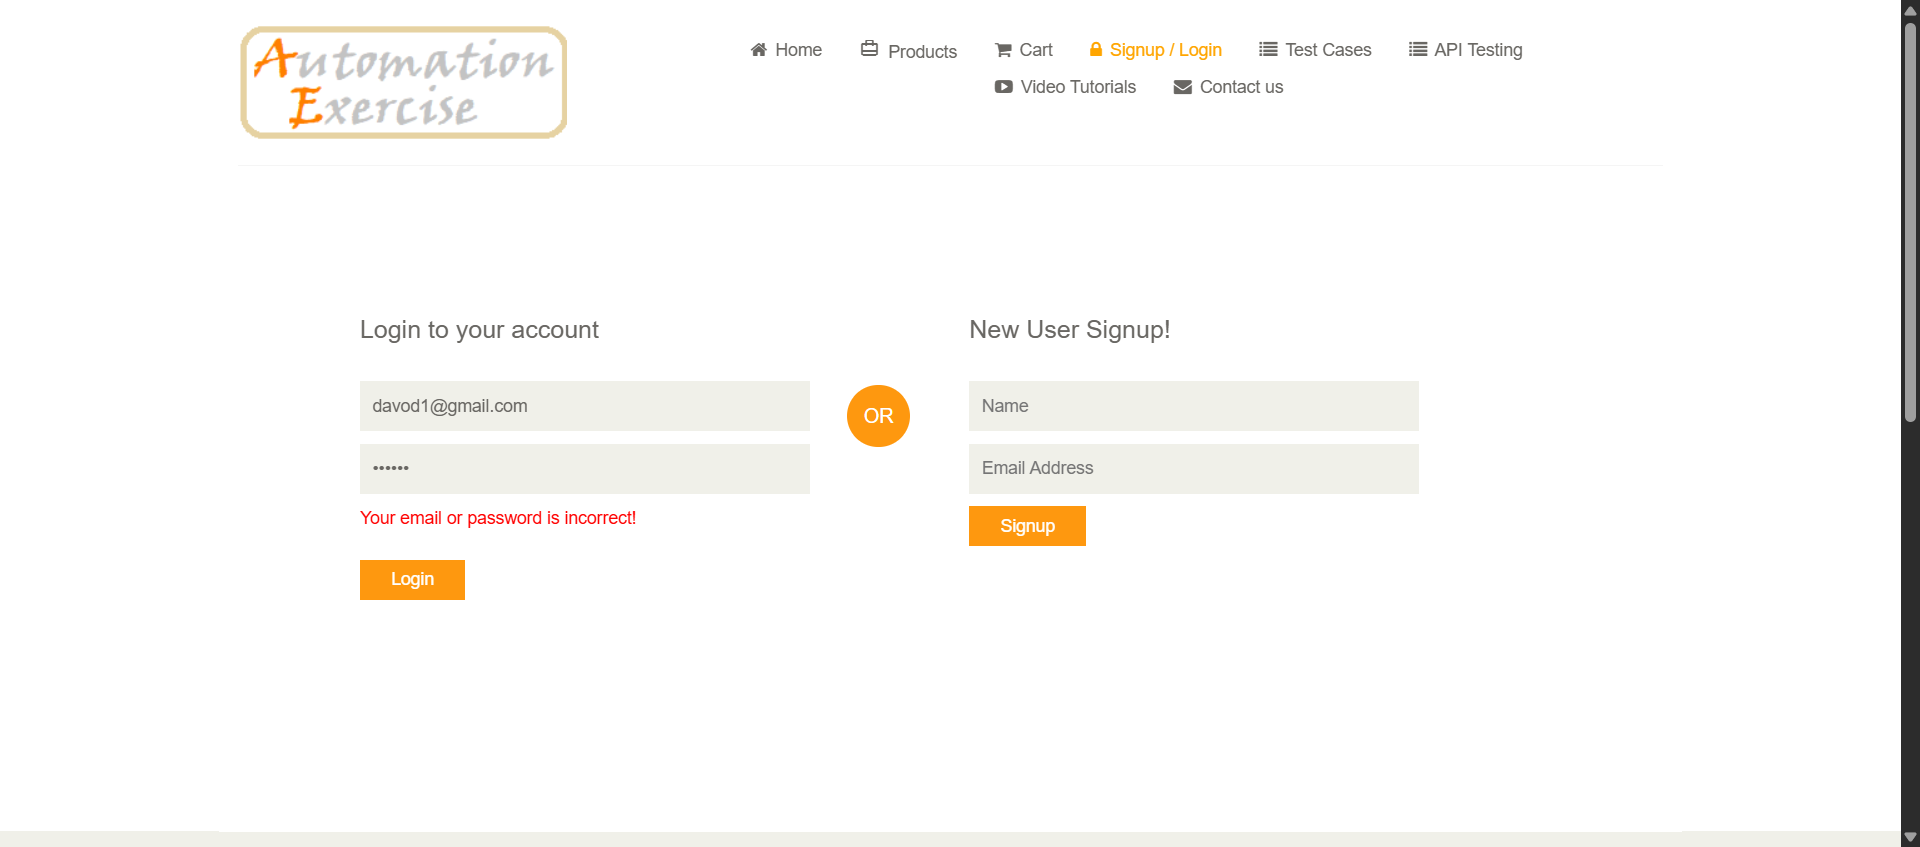 Automation
Exercise
Home
Products
Cart
Signup / Login
Test Cases
API Testing
Video Tutorials
Contact us
Login to your account
davod1@gmail.com
••••••
Your email or password is incorrect!
Login
OR
New User Signup!
Name
Email Address
Signup